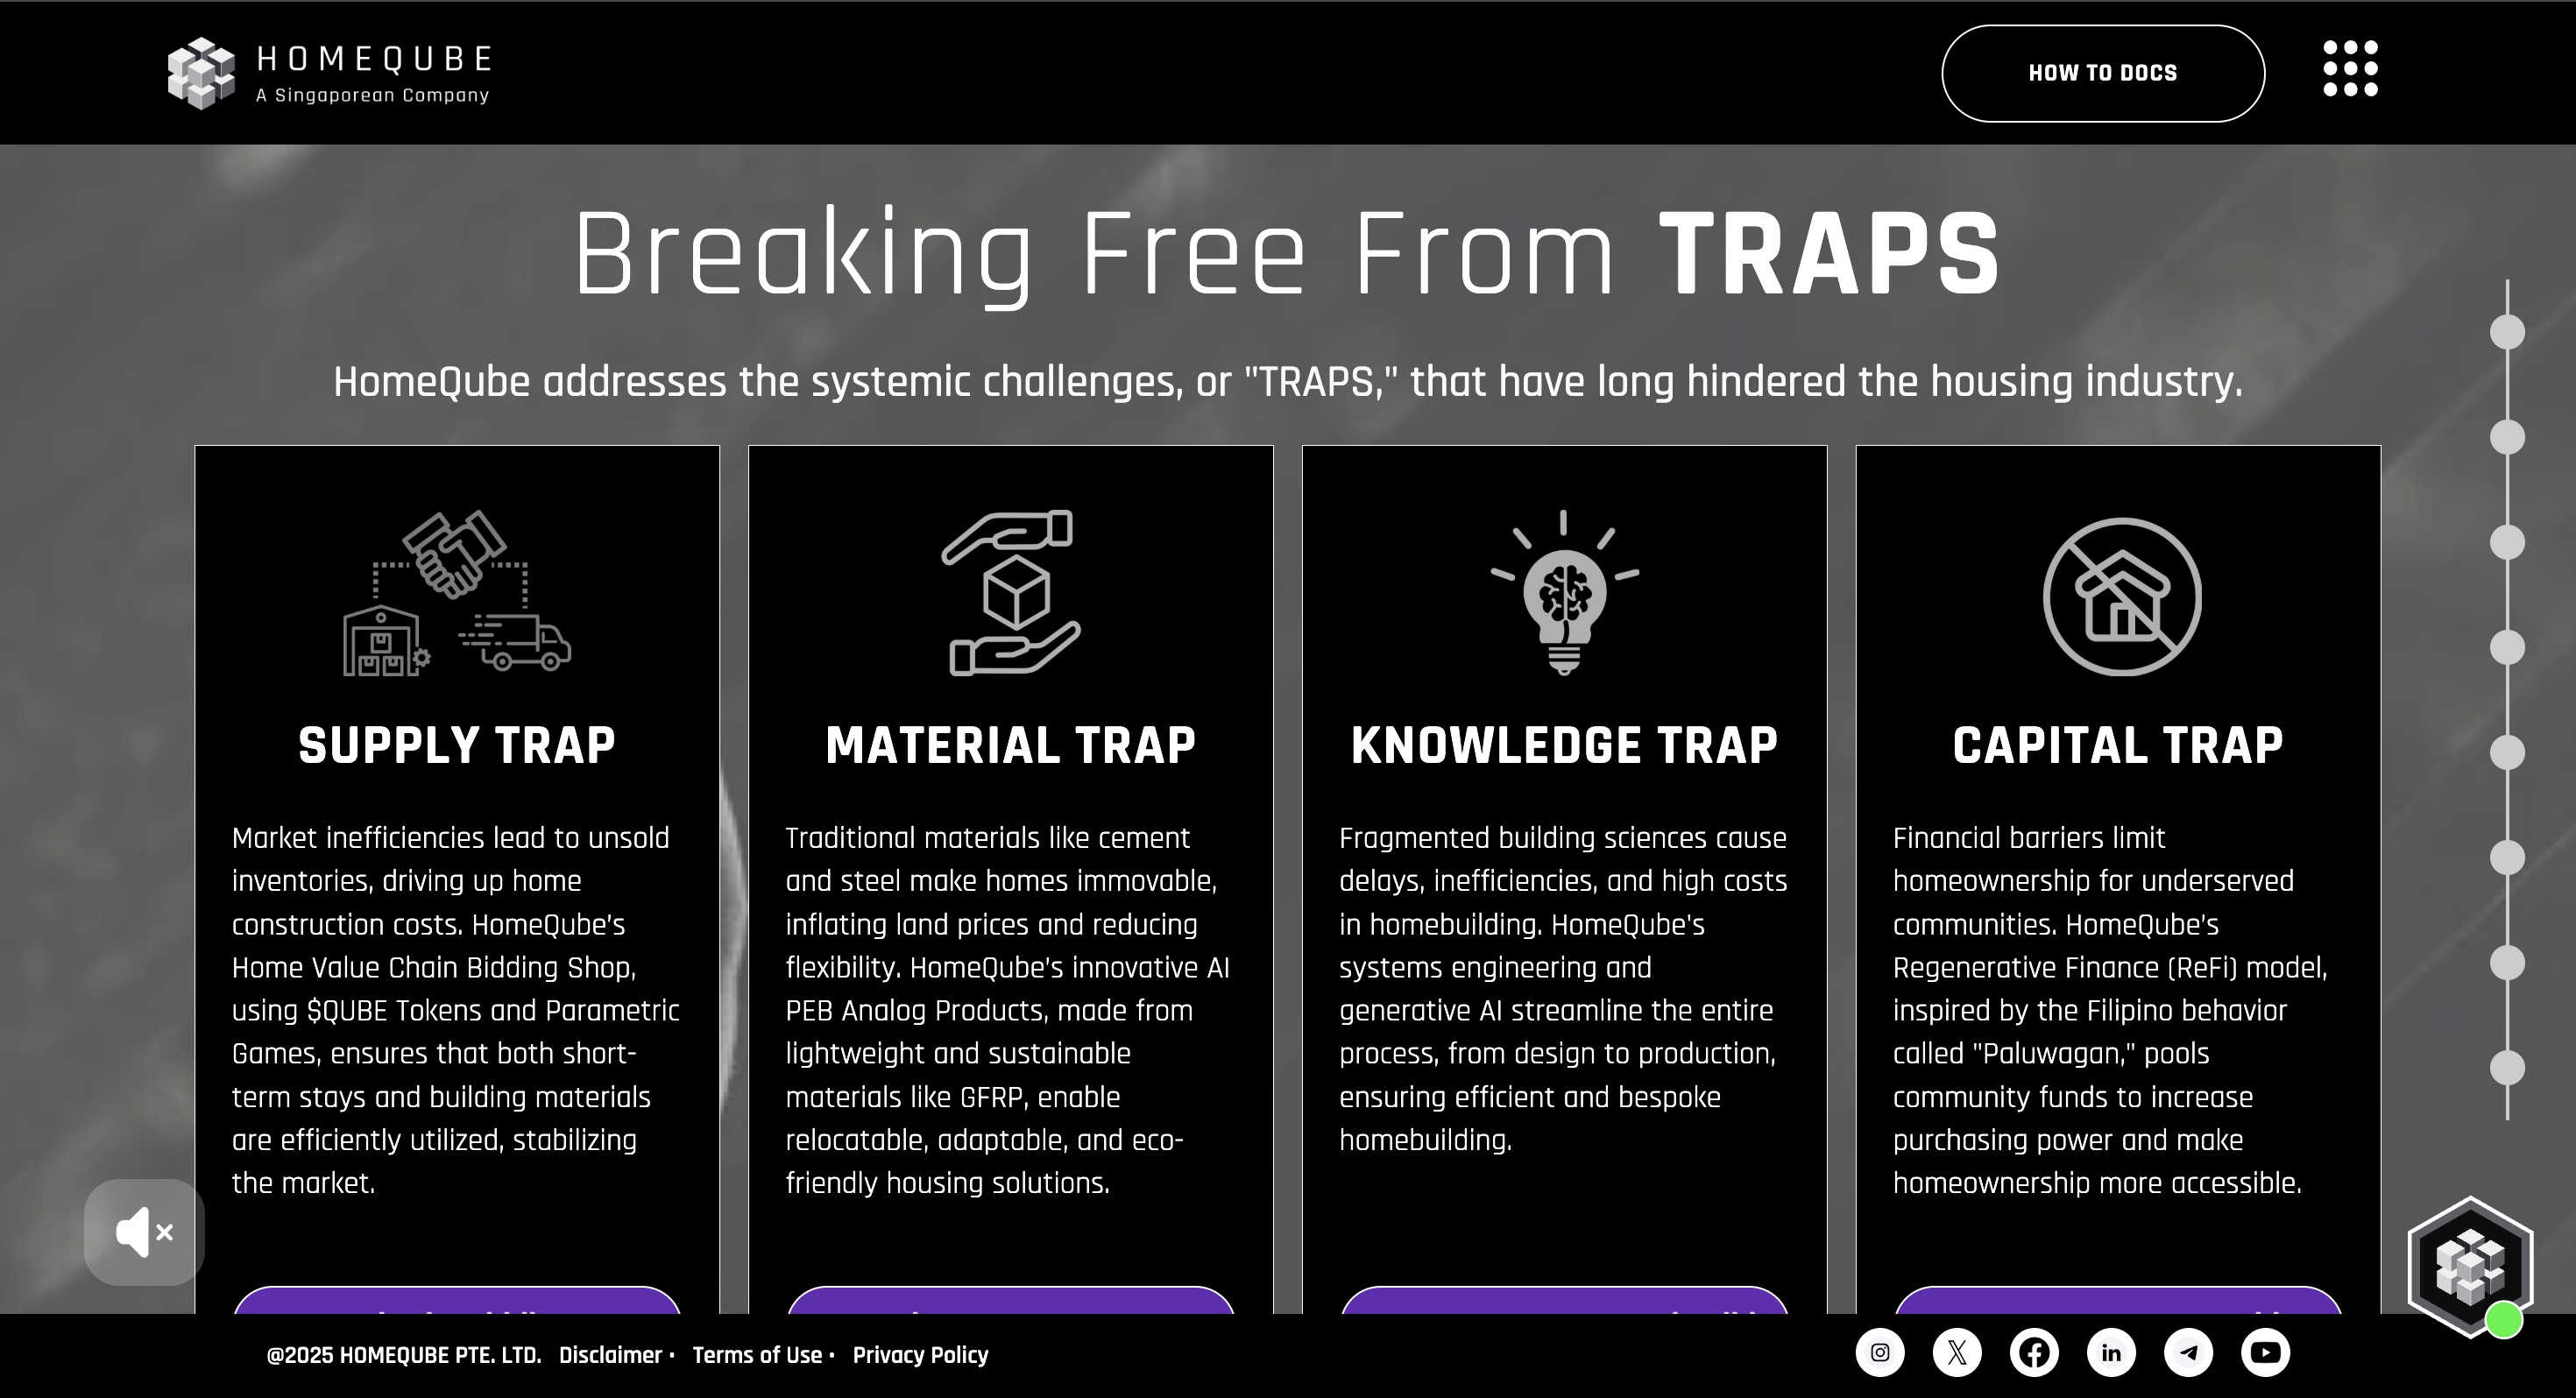 HOMEQUBE
A Singaporean Company
HOW TO DOCS
Breaking Free From TRAPS
HomeQube addresses the systemic challenges, or "TRAPS," that have long hindered the housing industry.
SUPPLY TRAP
Market inefficiencies lead to unsold
inventories, driving up home
construction costs. HomeQube's
Home Value Chain Bidding Shop,
using $QUBE Tokens and Parametric
Games, ensures that both short-
term stays and building materials
are efficiently utilized, stabilizing
the market.
MATERIAL TRAP
Traditional materials like cement
and steel make homes immovable,
inflating land prices and reducing
flexibility. HomeQube's innovative AI
PEB Analog Products, made from
lightweight and sustainable
materials like GFRP, enable
relocatable, adaptable, and eco-
friendly housing solutions.
KNOWLEDGE TRAP
Fragmented building sciences cause
delays, inefficiencies, and high costs
in homebuilding. HomeQube's
systems engineering and
generative AI streamline the entire
process, from design to production,
ensuring efficient and bespoke
homebuilding.
CAPITAL TRAP
Financial barriers limit
homeownership for underserved
communities. HomeQube's
Regenerative Finance (ReFi) model,
inspired by the Filipino behavior
called "Paluwagan," pools
community funds to increase
purchasing power and make
homeownership more accessible.
@2025 HOMEQUBE PTE. LTD. Disclaimer • Terms of Use • Privacy Policy